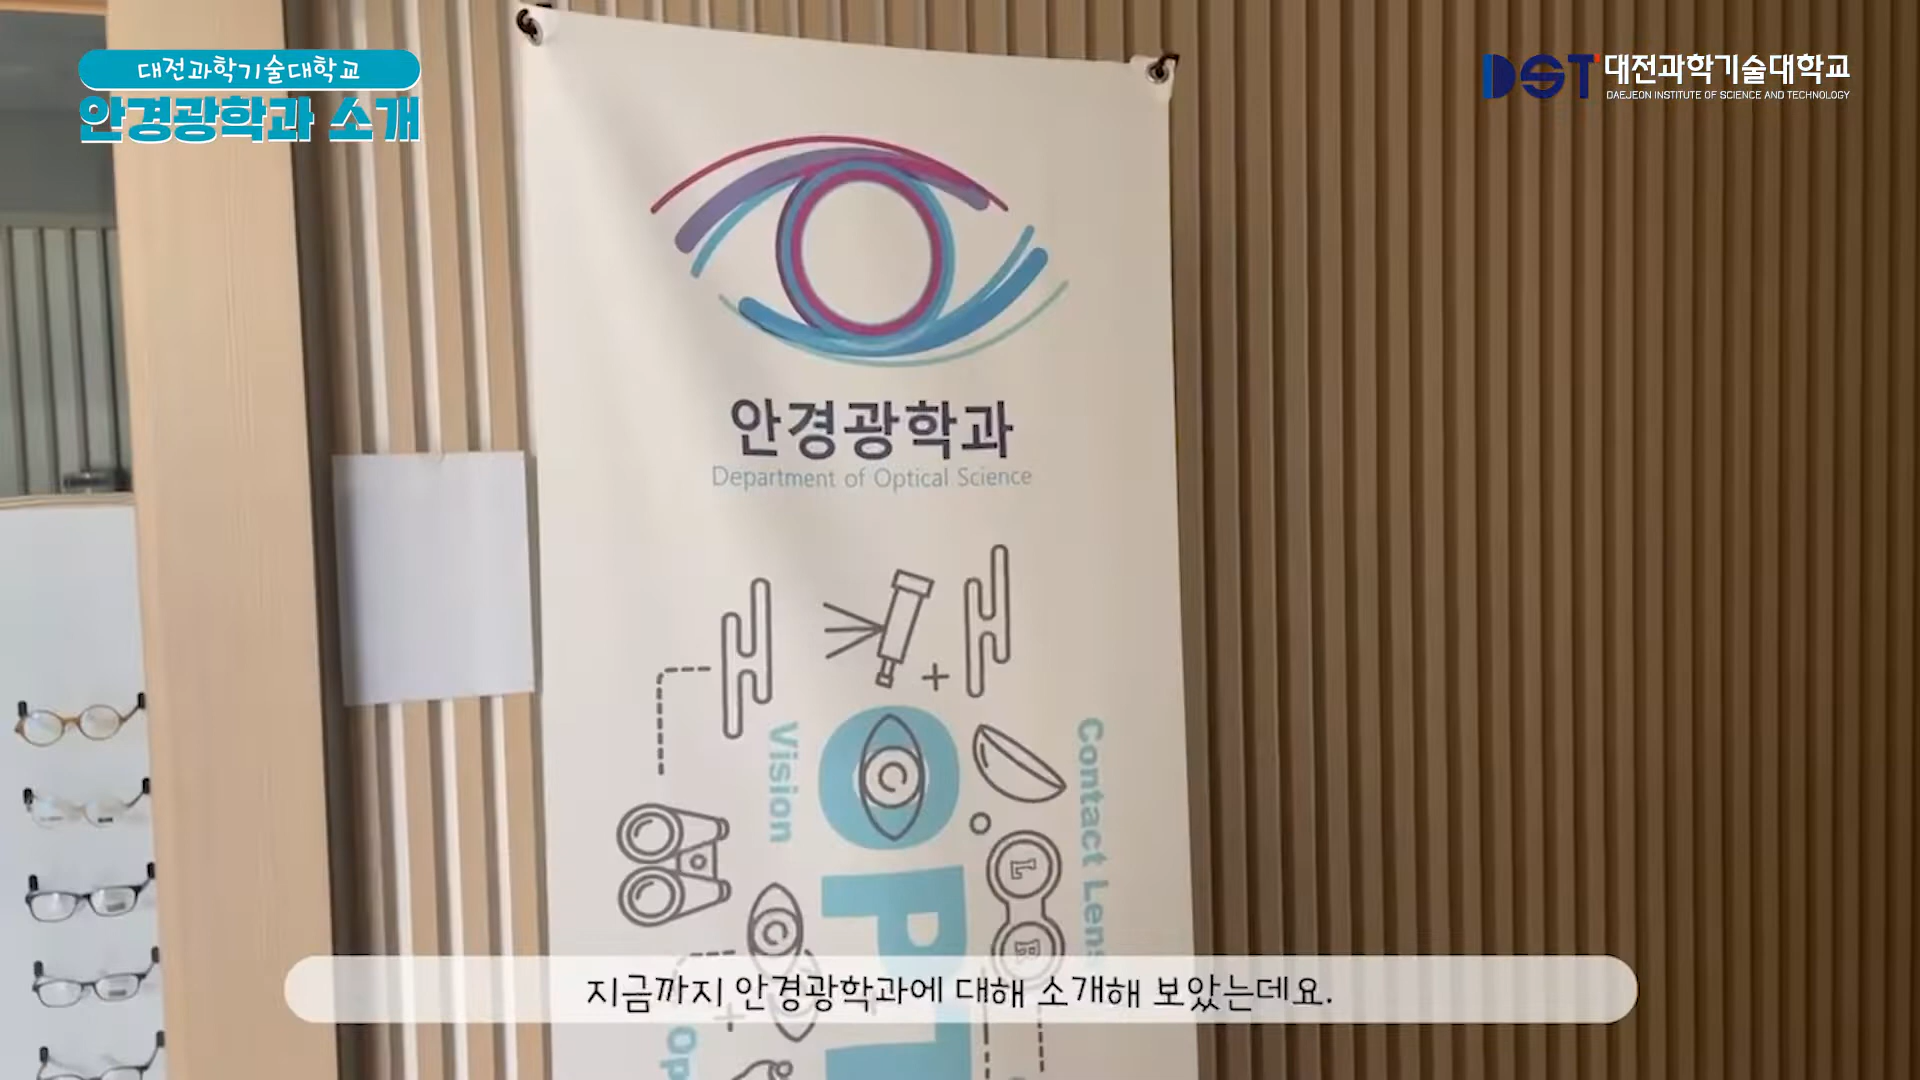 대전과학기술대학교
안경광학과 소개
DST 대전과학기술대학교
DAEJEON INSTITUTE OF SCIENCE AND TECHNOLOGY
안경광학과
Department of Optical Science
Vision
Contact Lens
OPT
L
R
Op
지금까지 안경광학과에 대해 소개해 보았는데요.